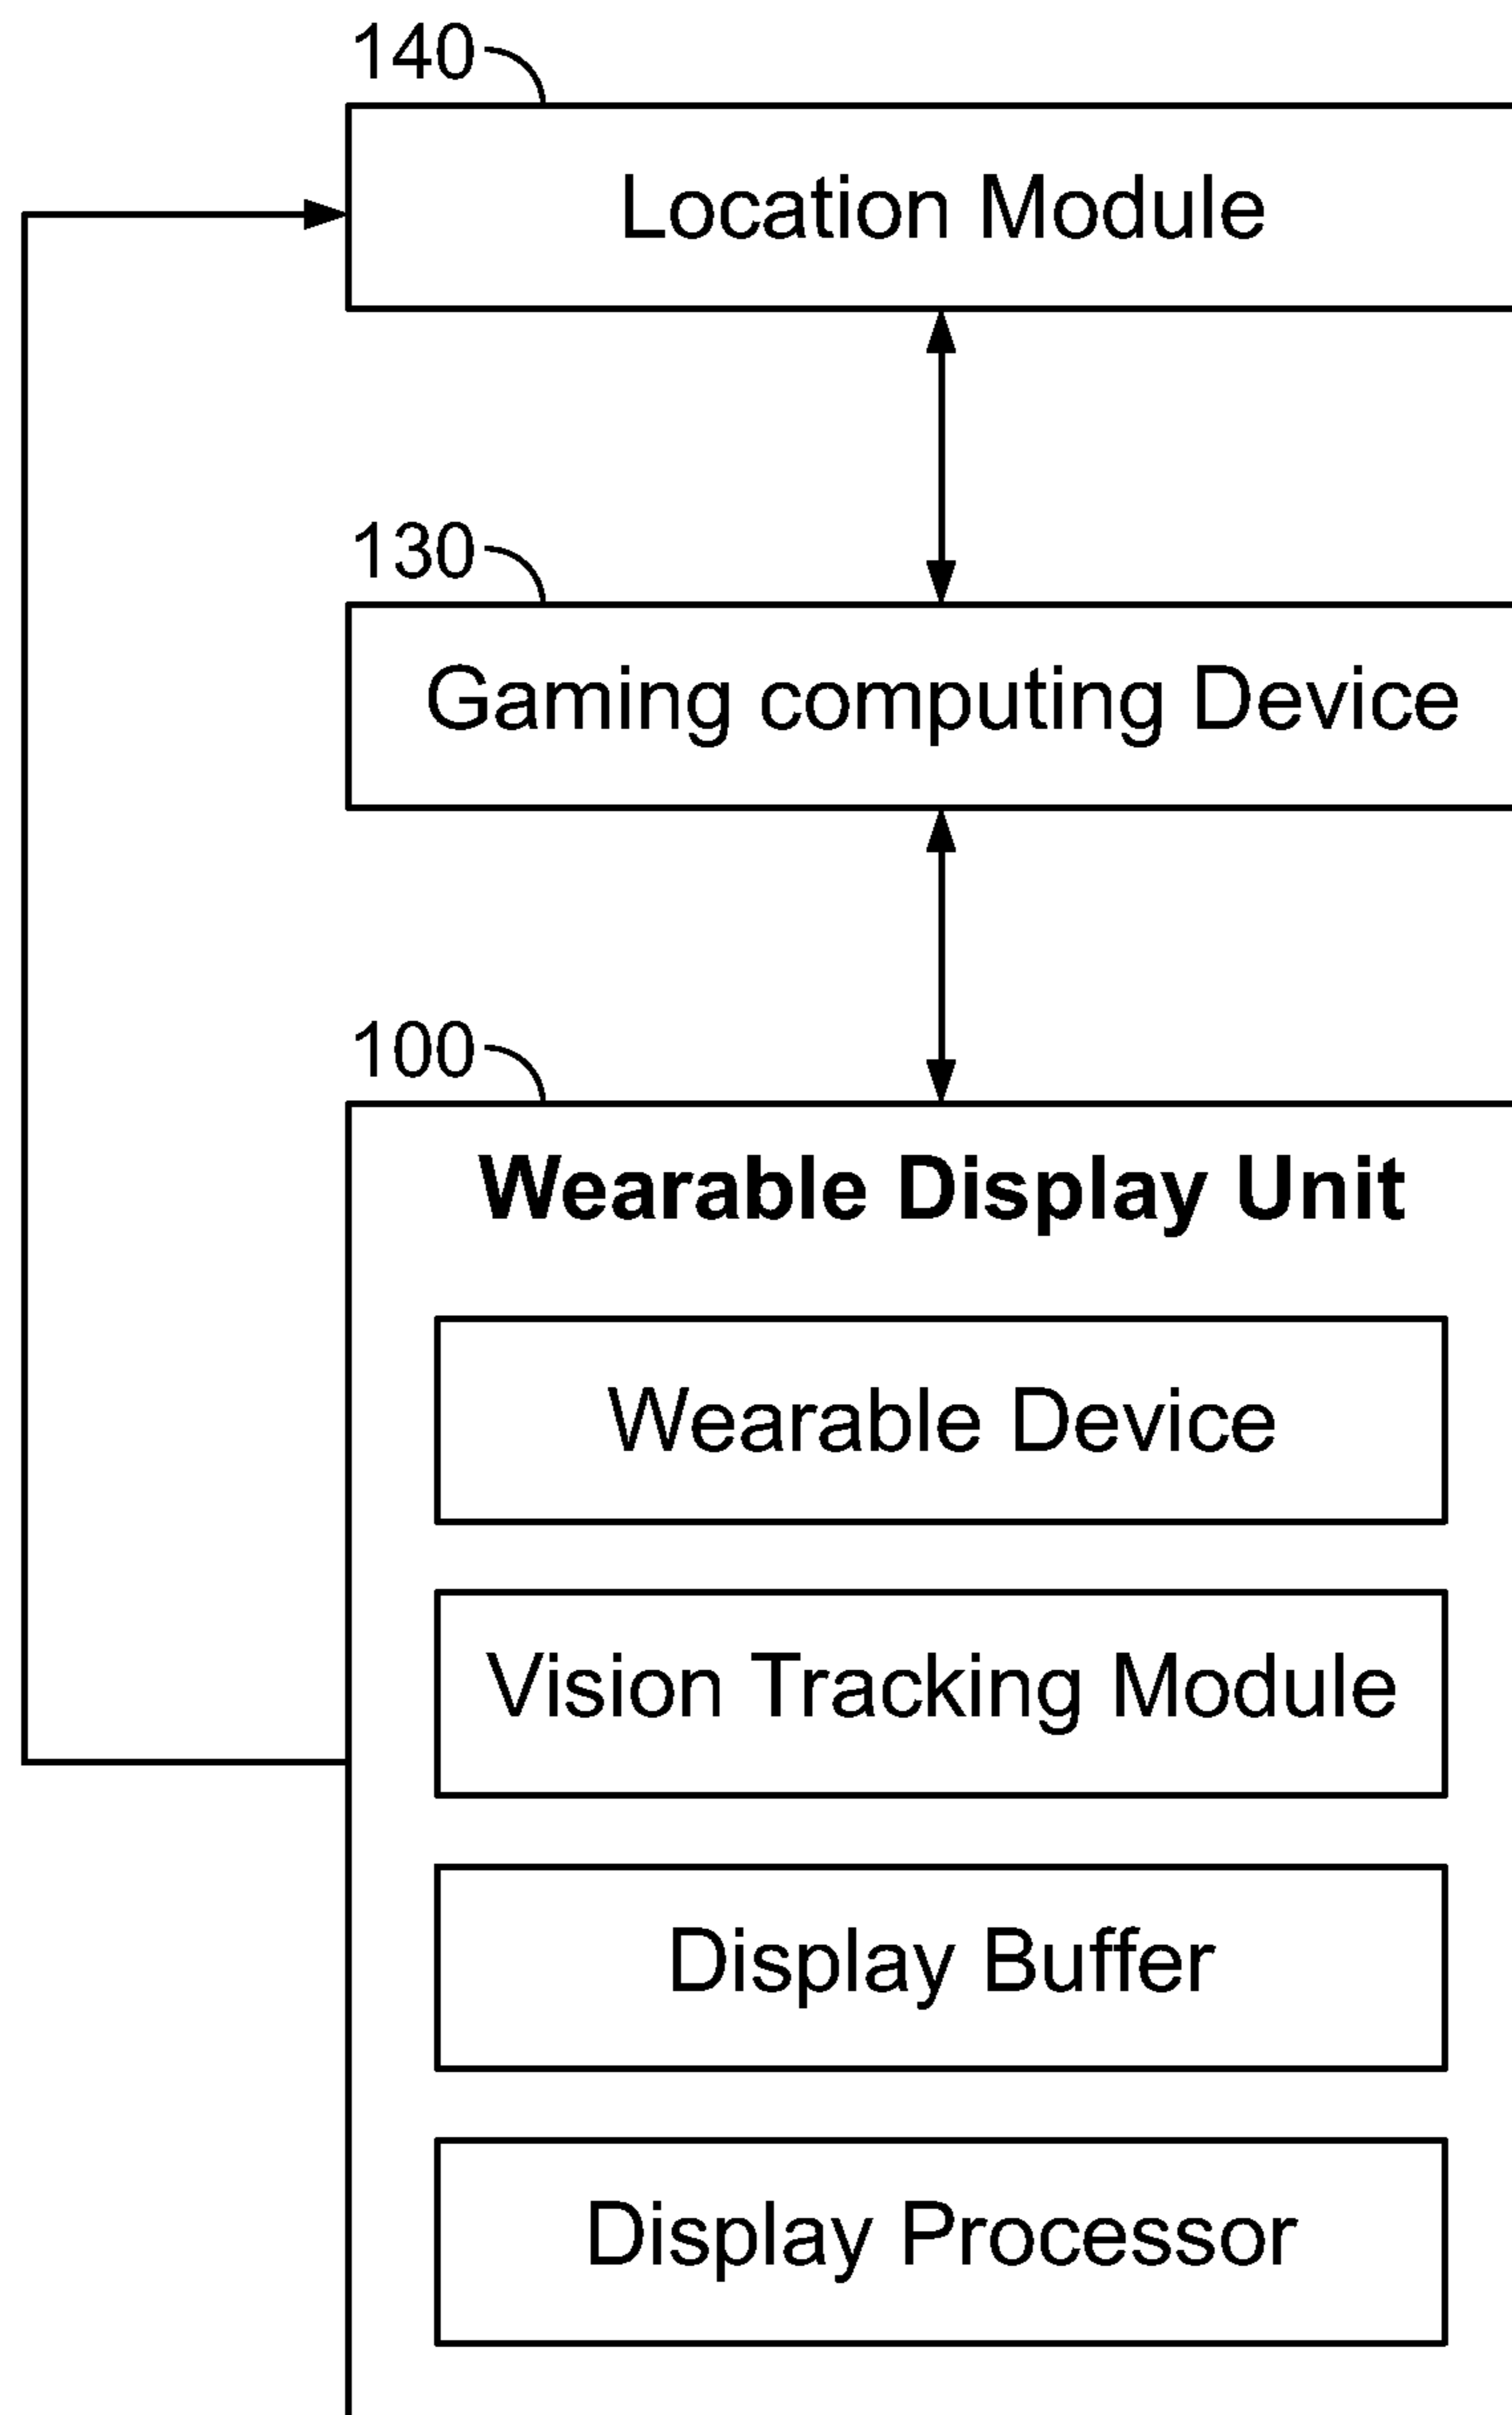 140
Location Module
130
Gaming computing Device
100
Wearable Display Unit
Wearable Device
Vision Tracking Module
Display Buffer
Display Processor